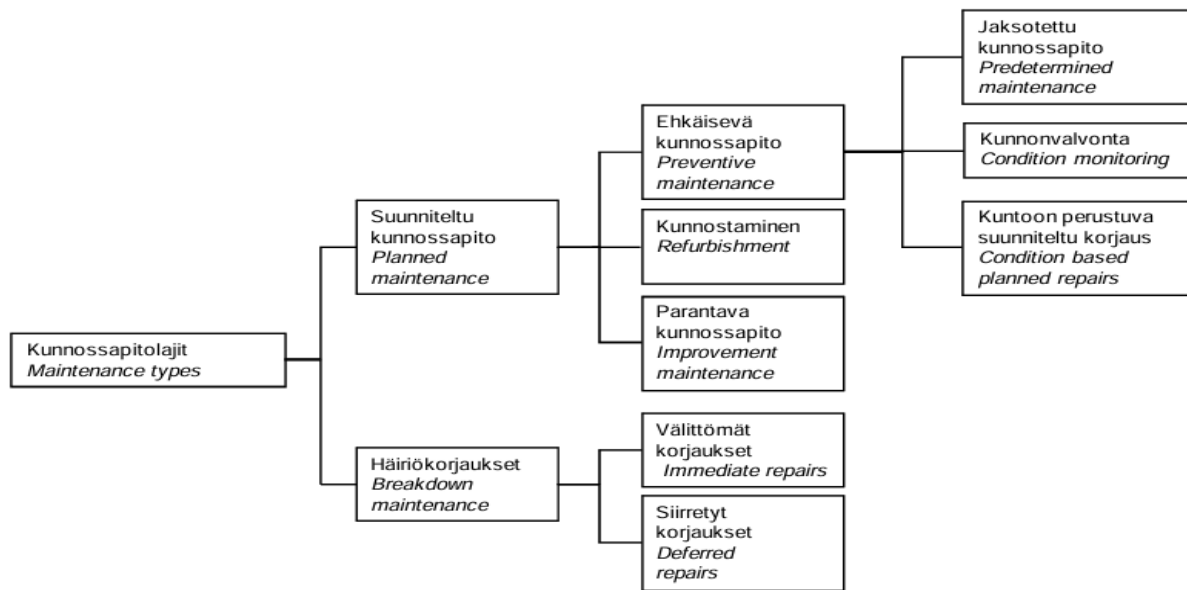 Kunnossapitolajit
Maintenance types
Suunniteltu
kunnossapito
Planned
maintenance
Häiriökorjaukset
Breakdown
maintenance
Ehkäisevä
kunnossapito
Preventive
maintenance
Kunnostaminen
Refurbishment
Parantava
kunnossapito
Improvement
maintenance
Välittömät
korjaukset
Immediate repairs
Siirretyt
korjaukset
Deferred
repairs
Jaksotettu
kunnossapito
Predetermined
maintenance
Kunnonvalvonta
Condition monitoring
Kuntoon perustuva
suunniteltu korjaus
Condition based
planned repairs